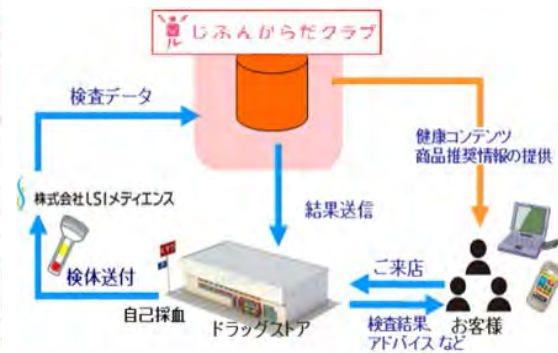 じぶんからだクラブ
検査データ
健康コンテンツ
商品推奨情報の提供
株式会社LSIメディエンス
結果送信
検体送付
ご来店
自己採血
ドラッグストア
検査結果、
アドバイス など
お客様